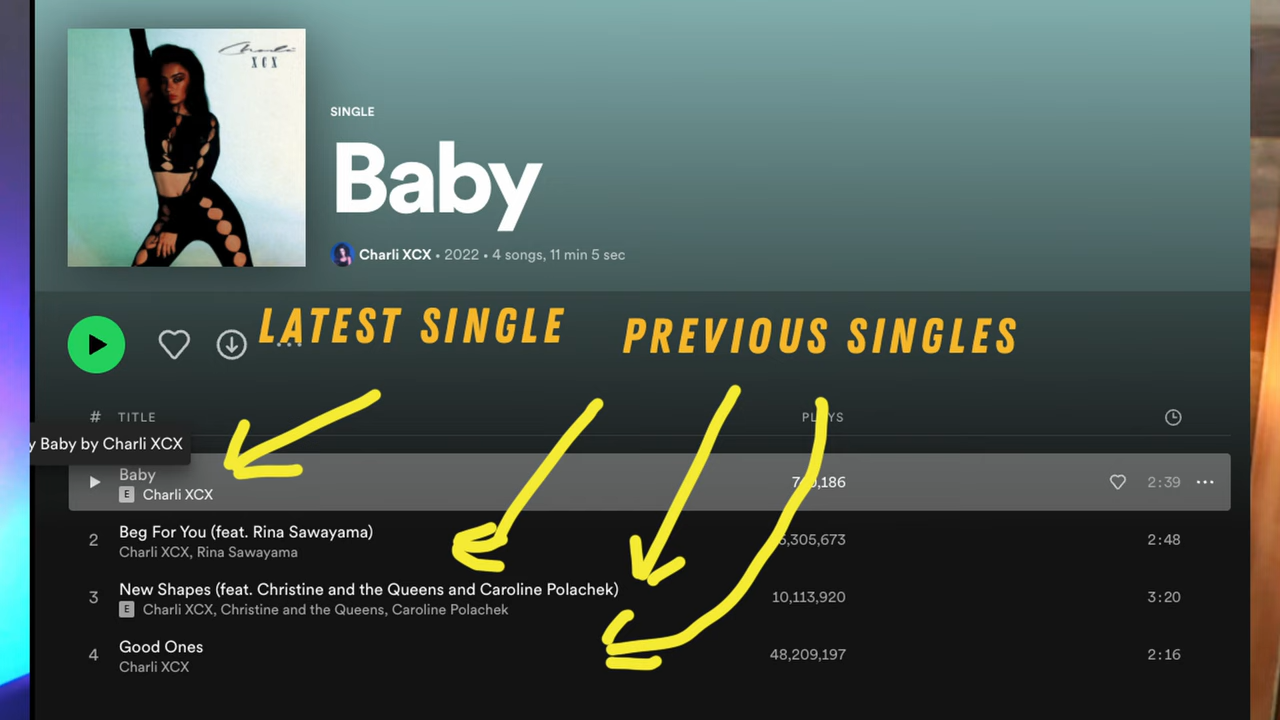 Charli
XCX
SINGLE
Baby
Charli XCX • 2022 • 4 songs, 11 min 5 sec
LATEST SINGLE
PREVIOUS SINGLES
# TITLE
y Baby by Charli XCX
Baby
E Charli XCX
2:39
2 Beg For You (feat. Rina Sawayama) 2:48
Charli XCX, Rina Sawayama
3 New Shapes (feat. Christine and the Queens and Caroline Polachek) 10,113,920 3:20
E Charli XCX, Christine and the Queens, Caroline Polachek
4 Good Ones 48,209,197 2:16
Charli XCX